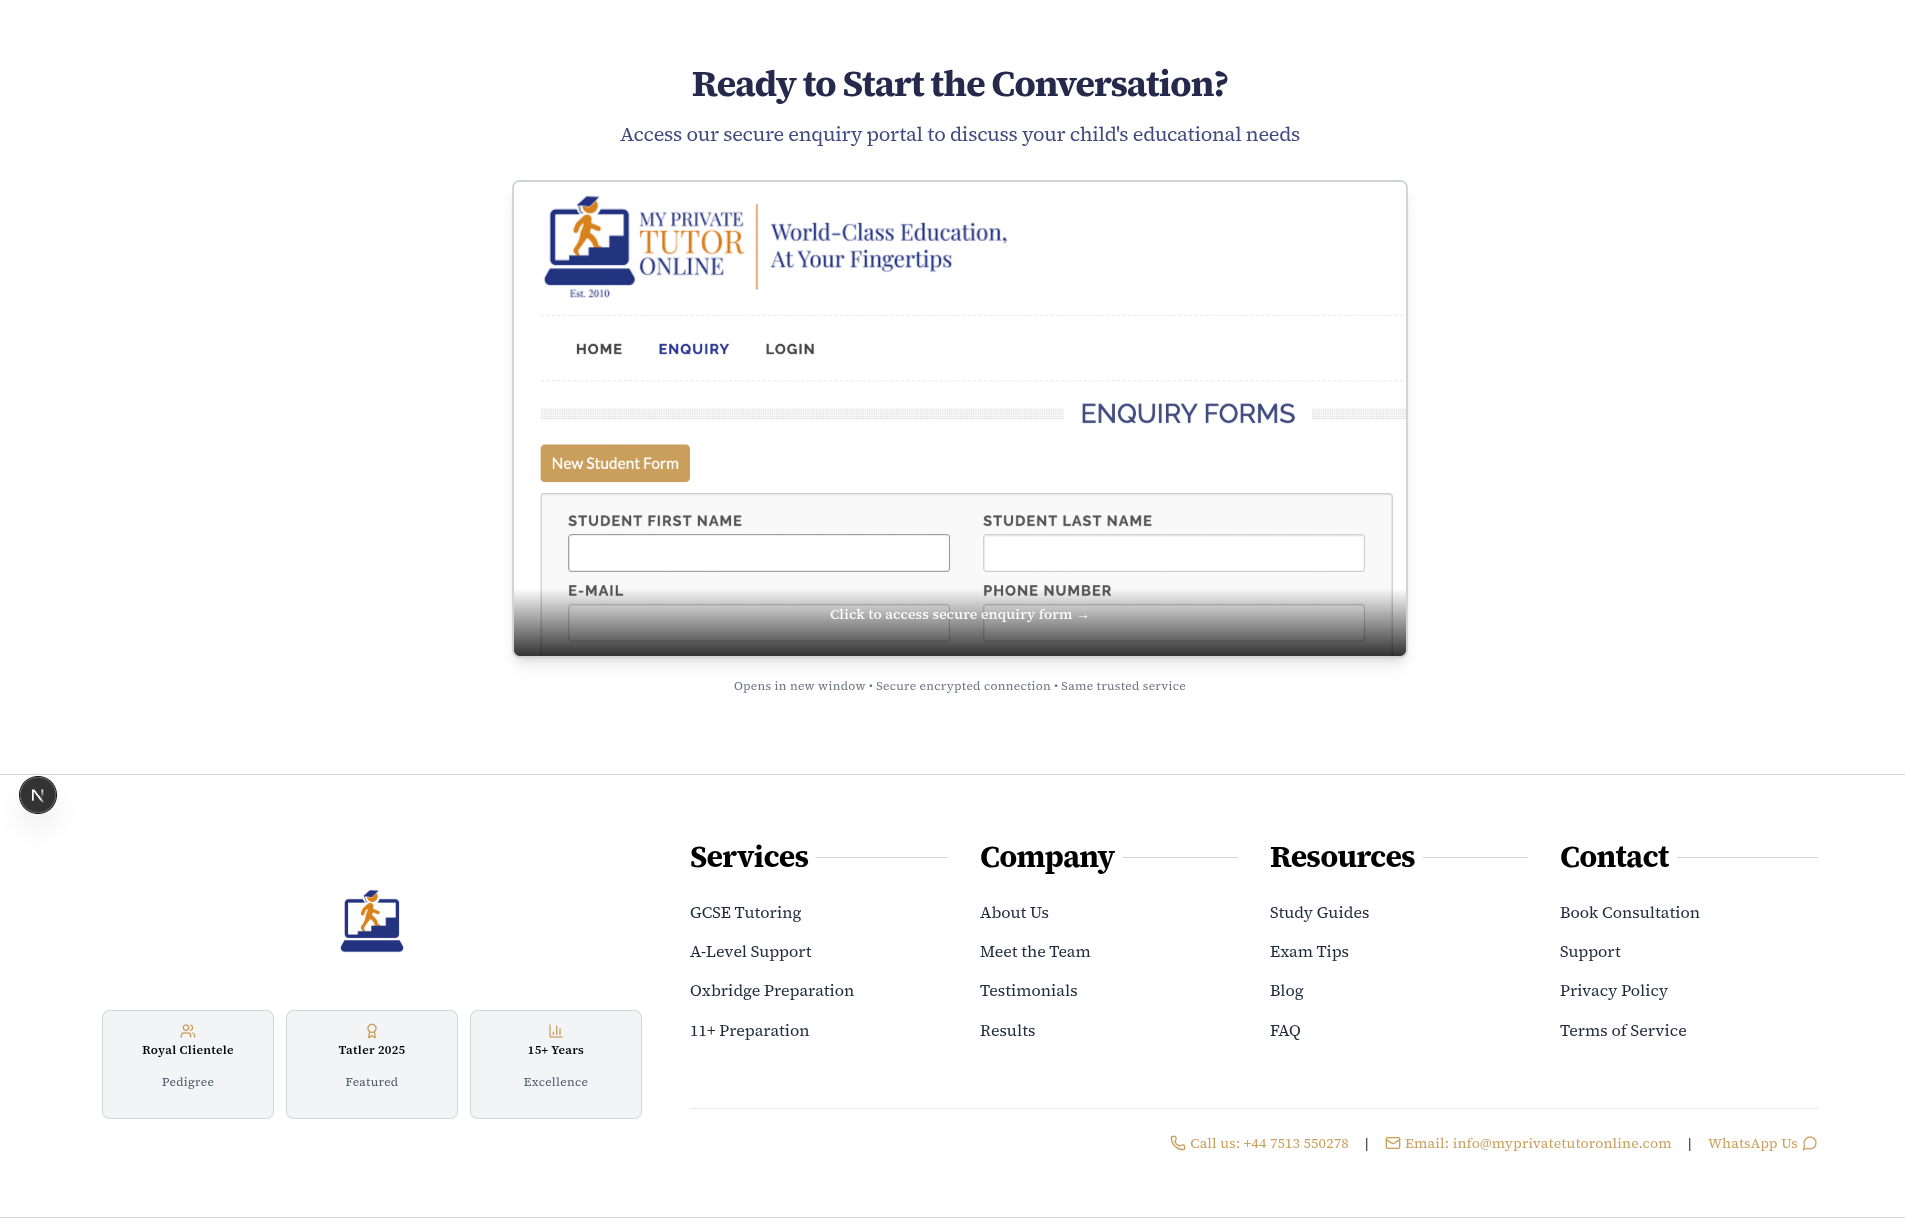 Ready to Start the Conversation?
Access our secure enquiry portal to discuss your child's educational needs
MY PRIVATE
TUTOR
ONLINE
Est. 2010
World-Class Education,
At Your Fingertips
HOME ENQUIRY LOGIN
ENQUIRY FORMS
New Student Form
STUDENT FIRST NAME STUDENT LAST NAME
E-MAIL PHONE NUMBER
Click to access secure enquiry form →
Opens in new window • Secure encrypted connection • Same trusted service
N
Royal Clientele
Pedigree
Tatler 2025
Featured
15+ Years
Excellence
Services
GCSE Tutoring
A-Level Support
Oxbridge Preparation
11+ Preparation
Company
About Us
Meet the Team
Testimonials
Results
Resources
Study Guides
Exam Tips
Blog
FAQ
Contact
Book Consultation
Support
Privacy Policy
Terms of Service
Call us: +44 7513 550278 | Email: info@myprivatetutoronline.com | WhatsApp Us